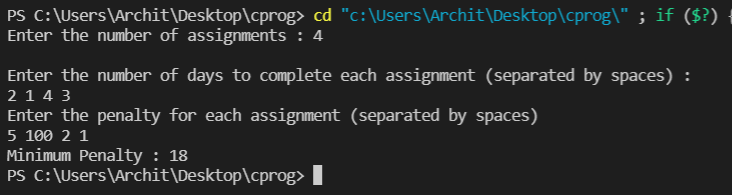 PS C:\Users\Archit\Desktop\cprog> cd "c:\Users\Archit\Desktop\cprog\" ; if ($?) {
Enter the number of assignments : 4
Enter the number of days to complete each assignment (separated by spaces) :
2 1 4 3
Enter the penalty for each assignment (separated by spaces)
5 100 2 1
Minimum Penalty : 18
PS C:\Users\Archit\Desktop\cprog>